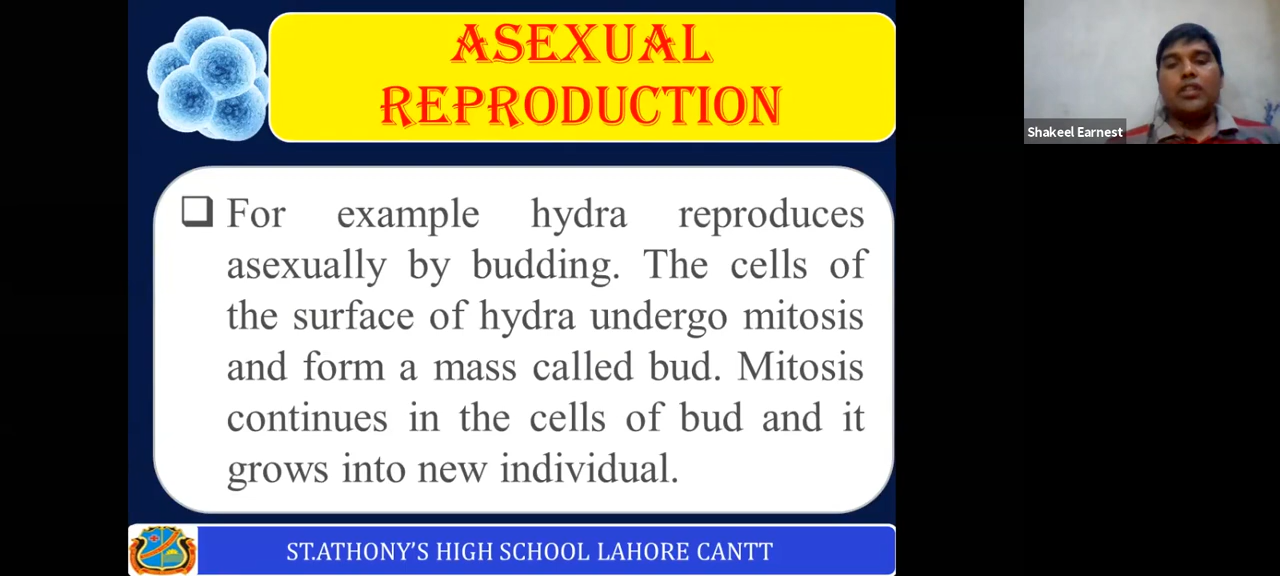 ASEXUAL
REPRODUCTION
Shakeel Earnest
❑ For example hydra reproduces
asexually by budding. The cells of
the surface of hydra undergo mitosis
and form a mass called bud. Mitosis
continues in the cells of bud and it
grows into new individual.
ST.ATHONY'S HIGH SCHOOL LAHORE CANTT